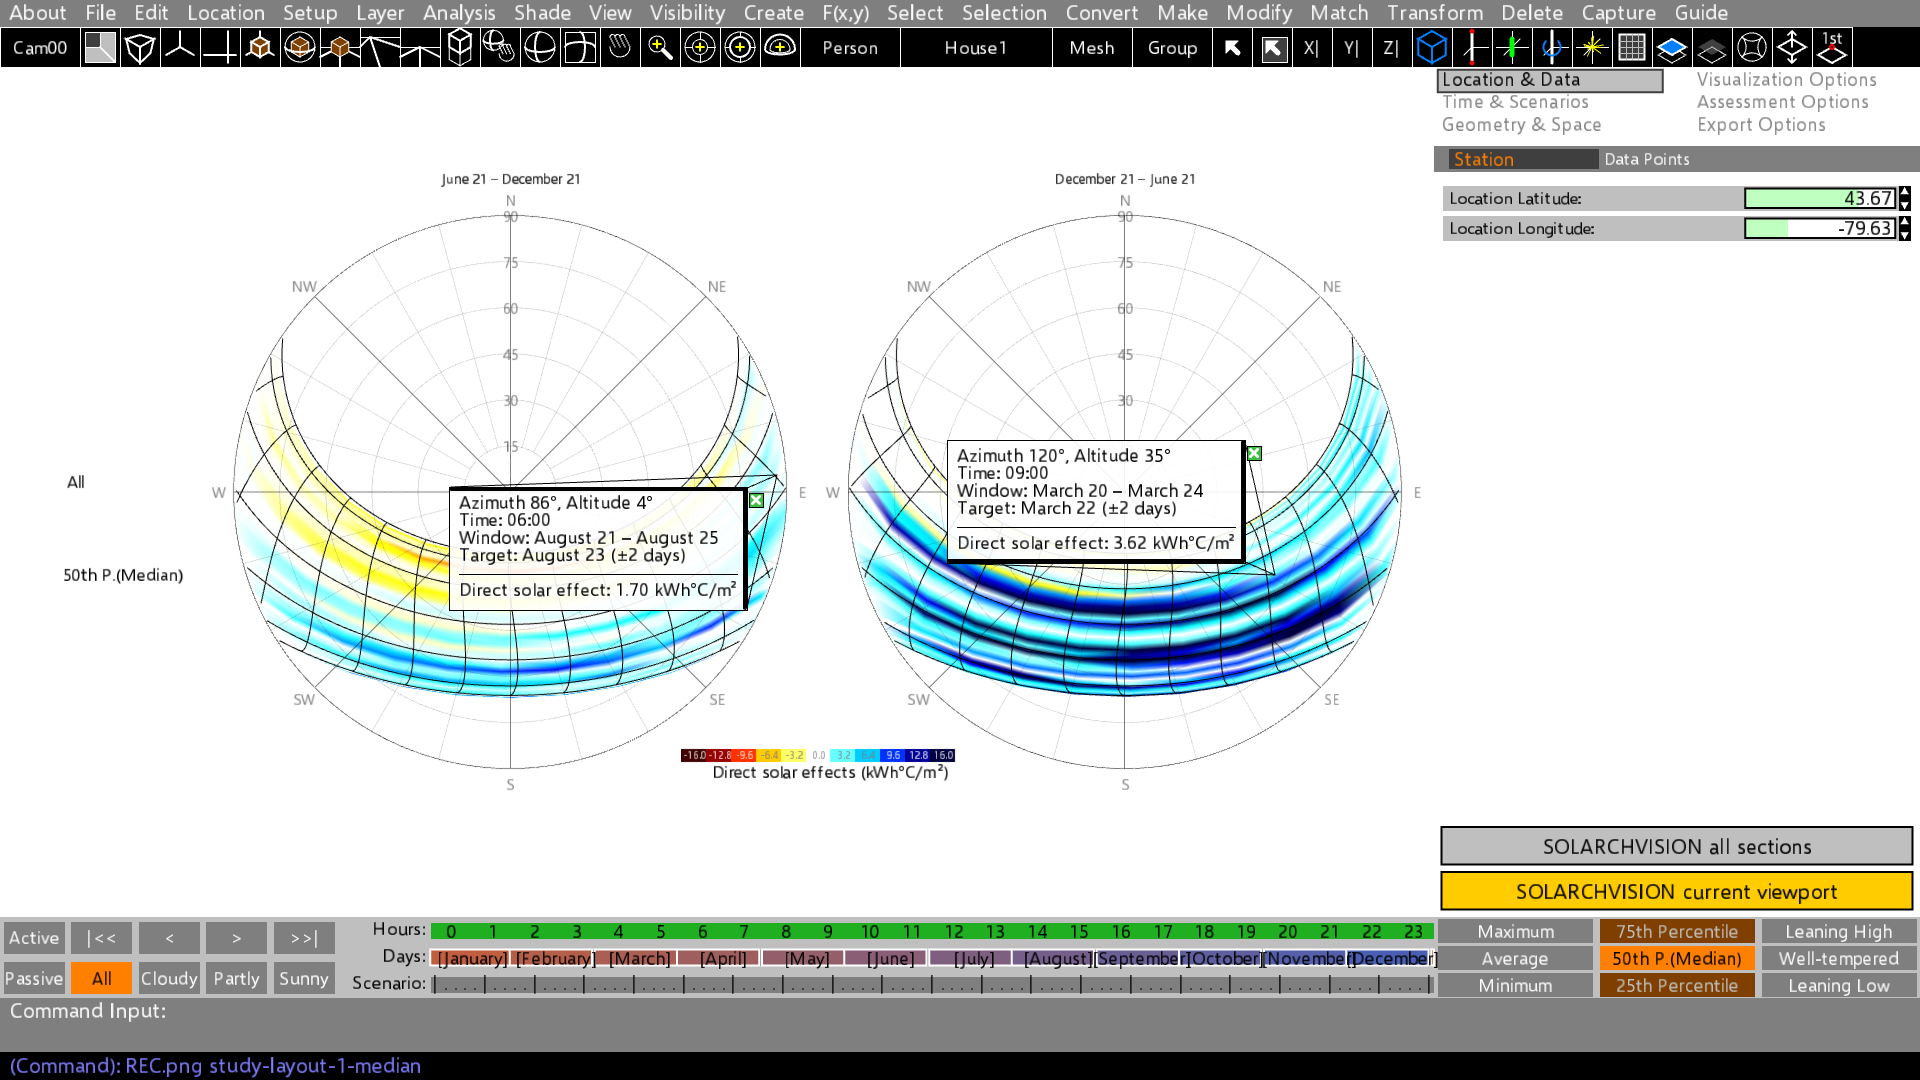 About File Edit Location Setup Layer Analysis Shade View Visibility Create F(x,y) Select Selection Convert Make Modify Match Transform Delete Capture Guide
Cam00 Person House1 Mesh Group X| Y| Z| 1st
Location & Data Visualization Options
Time & Scenarios Assessment Options
Geometry & Space Export Options
Station Data Points
Location Latitude: 43.67
Location Longitude: -79.63
June 21 – December 21
N
90
75
60
45
30
15
NW NE
W E
SW SE
S
Azimuth 86°, Altitude 4°
Time: 06:00
Window: August 21 – August 25
Target: August 23 (±2 days)
Direct solar effect: 1.70 kWh°C/m²
December 21 – June 21
N
90
75
60
45
30
NW NE
W E
SW SE
S
Azimuth 120°, Altitude 35°
Time: 09:00
Window: March 20 – March 24
Target: March 22 (±2 days)
Direct solar effect: 3.62 kWh°C/m²
All
50th P.(Median)
-16.0 -12.8 -9.6 -6.4 -3.2 0.0 3.2 6.4 9.6 12.8 16.0
Direct solar effects (kWh°C/m²)
SOLARCHVISION all sections
SOLARCHVISION current viewport
Active |<< < > >>|
Passive All Cloudy Partly Sunny
Hours: 0 1 2 3 4 5 6 7 8 9 10 11 12 13 14 15 16 17 18 19 20 21 22 23
Days: [January] [February] [March] [April] [May] [June] [July] [August] [September] [October] [November] [December]
Scenario:
Maximum 75th Percentile Leaning High
Average 50th P.(Median) Well-tempered
Minimum 25th Percentile Leaning Low
Command Input:
(Command): REC.png study-layout-1-median